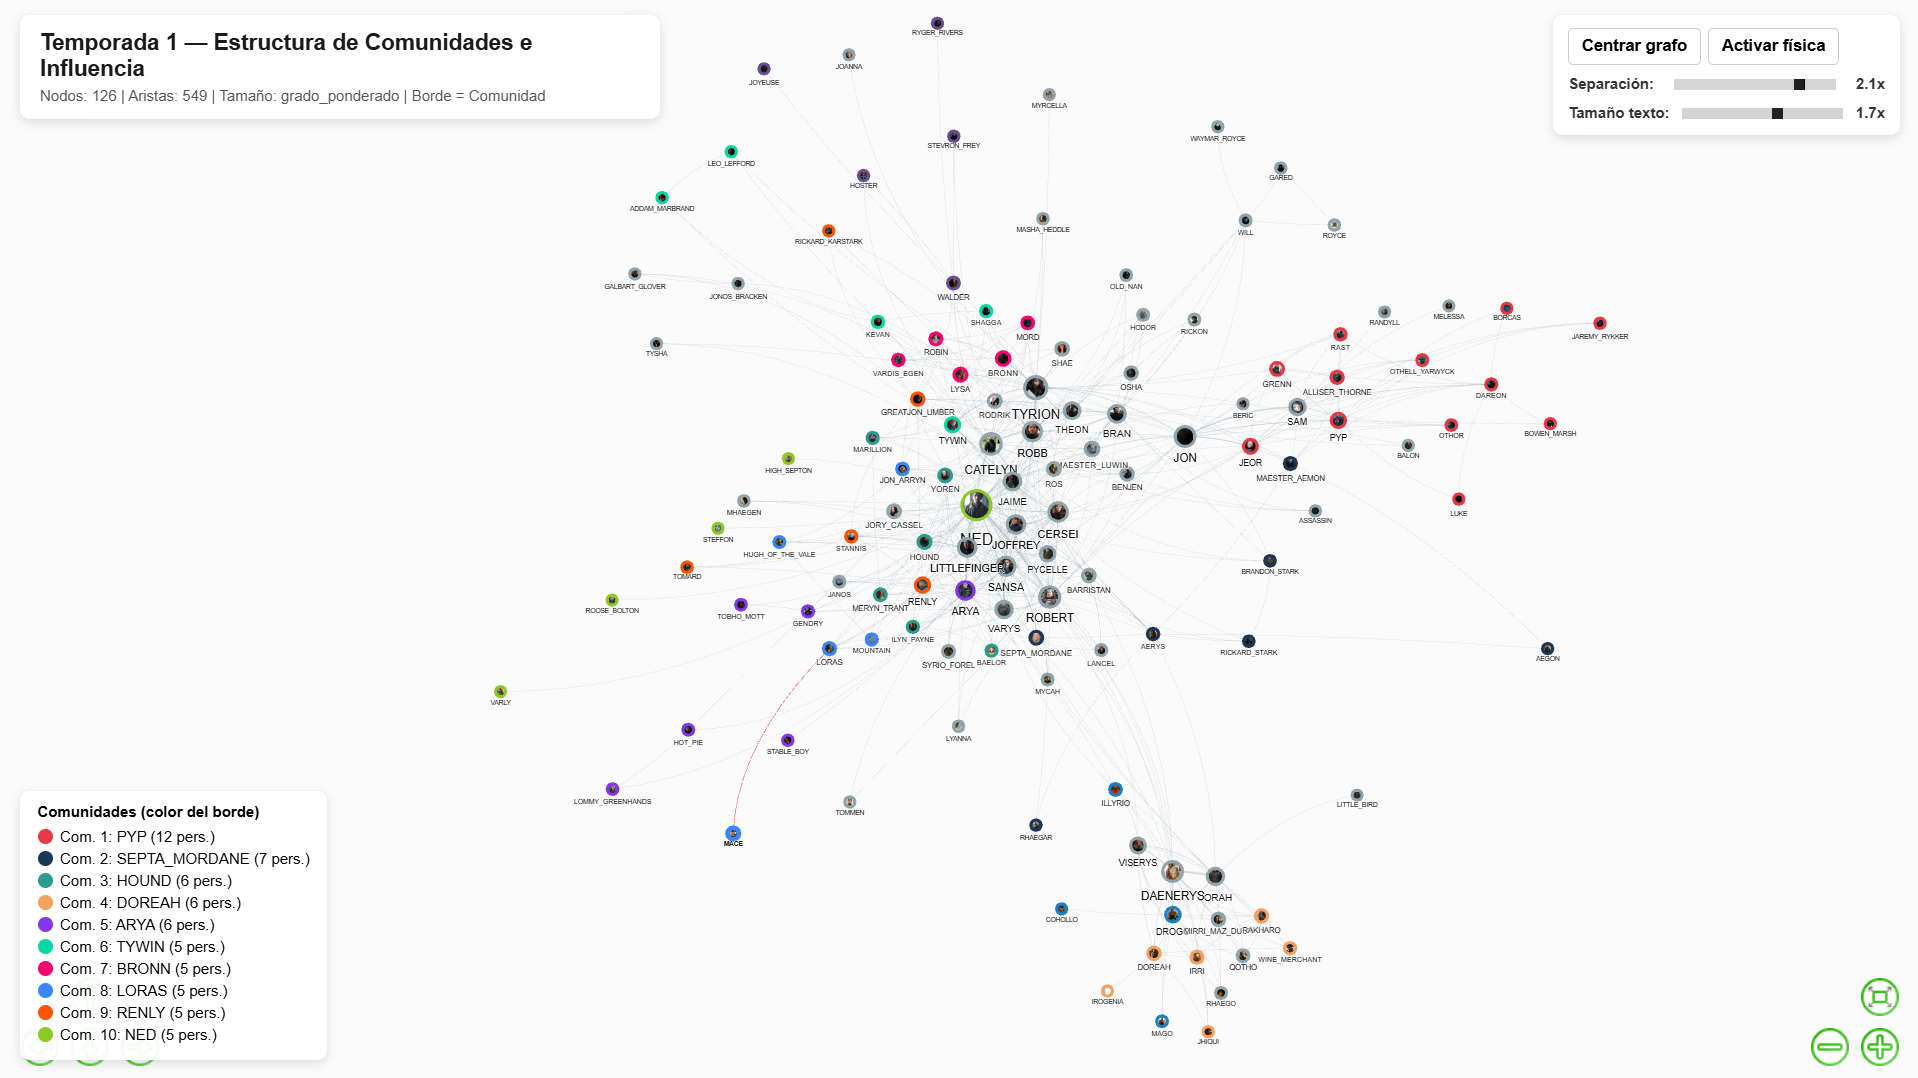 Temporada 1 — Estructura de Comunidades e
Influencia
Nodos: 126 | Aristas: 549 | Tamaño: grado_ponderado | Borde = Comunidad
Centrar grafo
Activar física
Separación: 2.1x
Tamaño texto: 1.7x
RYGER_RIVERS
JOANNA
JOYEUSE
MYRCELLA
WAYMAR_ROYCE
STEVRON_FREY
LEO_LEFFORD
GARED
HOSTER
ADDAM_MARBRAND
MASHA_HEDDLE
WILL
ROYCE
RICKARD_KARSTARK
GALBART_GLOVER
JONOS_BRACKEN
WALDER
OLD_NAN
RANDYLL
MELESSA
BORCAS
KEVAN
SHAGGA
MORD
HODOR
RICKON
JAREMY_RYKKER
TYSHA
ROBIN
RAST
VARDIS_EGEN
LYSA
BRONN
SHAE
OSHA
GRENN
ALLISER_THORNE
OTHELL_YARWYCK
DAREON
GREATJON_UMBER
RODRIK
TYRION
THEON
BRAN
BERIC
SAM
PYP
OTHOR
BOWEN_MARSH
TYWIN
ROBB
MARILLION
CATELYN
MAESTER_LUWIN
JON
JEOR
BALON
HIGH_SEPTON
JON_ARRYN
YOREN
JAIME
ROS
BENJEN
MAESTER_AEMON
MHAEGEN
JORY_CASSEL
CERSEI
ASSASSIN
LUKE
STEFFON
HUGH_OF_THE_VALE
STANNIS
HOUND
NED
JOFFREY
LITTLEFINGER
PYCELLE
TOMARD
JANOS
SANSA
BARRISTAN
BRANDON_STARK
ROOSE_BOLTON
TOBHO_MOTT
GENDRY
MERYN_TRANT
RENLY
ARYA
VARYS
ROBERT
LORAS
MOUNTAIN
ILYN_PAYNE
SYRIO_FOREL
BAELOR
SEPTA_MORDANE
LANCEL
AERYS
RICKARD_STARK
AEGON
VARLY
MYCAH
HOT_PIE
STABLE_BOY
LYANNA
LOMMY_GREENHANDS
TOMMEN
ILLYRIO
LITTLE_BIRD
MACE
RHAEGAR
VISERYS
DAENERYS
ORAH
COHOLLO
DROG
MIRRI_MAZ_DU
RAKHARO
DOREAH
IRRI
QOTHO
WINE_MERCHANT
IROGENIA
RHAEGO
MAGO
JHIQUI
Comunidades (color del borde)
Com. 1: PYP (12 pers.)
Com. 2: SEPTA_MORDANE (7 pers.)
Com. 3: HOUND (6 pers.)
Com. 4: DOREAH (6 pers.)
Com. 5: ARYA (6 pers.)
Com. 6: TYWIN (5 pers.)
Com. 7: BRONN (5 pers.)
Com. 8: LORAS (5 pers.)
Com. 9: RENLY (5 pers.)
Com. 10: NED (5 pers.)